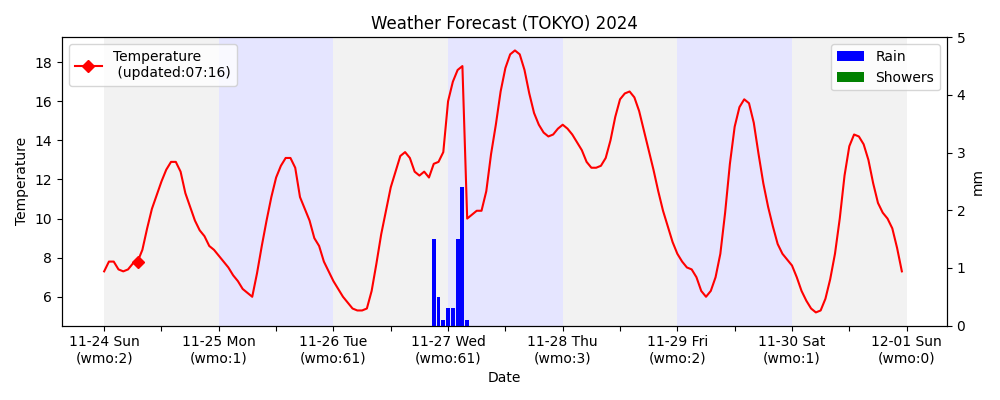 Weather Forecast (TOKYO) 2024
Temperature
(updated:07:16)
Rain
Showers
18
16
14
12
10
8
6
Temperature
5
4
3
2
1
0
mm
11-24 Sun
(wmo:2)
11-25 Mon
(wmo:1)
11-26 Tue
(wmo:61)
11-27 Wed
(wmo:61)
11-28 Thu
(wmo:3)
11-29 Fri
(wmo:2)
11-30 Sat
(wmo:1)
12-01 Sun
(wmo:0)
Date